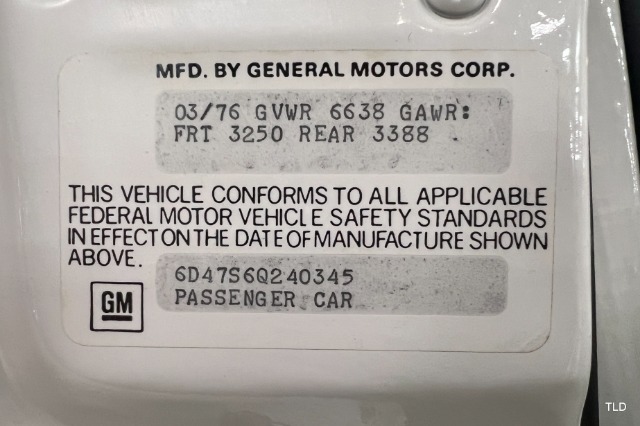 MFD. BY GENERAL MOTORS CORP.
03/76 GVWR 6638 GAWR:
FRT 3250 REAR 3388
THIS VEHICLE CONFORMS TO ALL APPLICABLE
FEDERAL MOTOR VEHICLE SAFETY STANDARDS
IN EFFECT ON THE DATE OF MANUFACTURE SHOWN
ABOVE.
6D47S6Q240345
PASSENGER CAR
GM
TLD